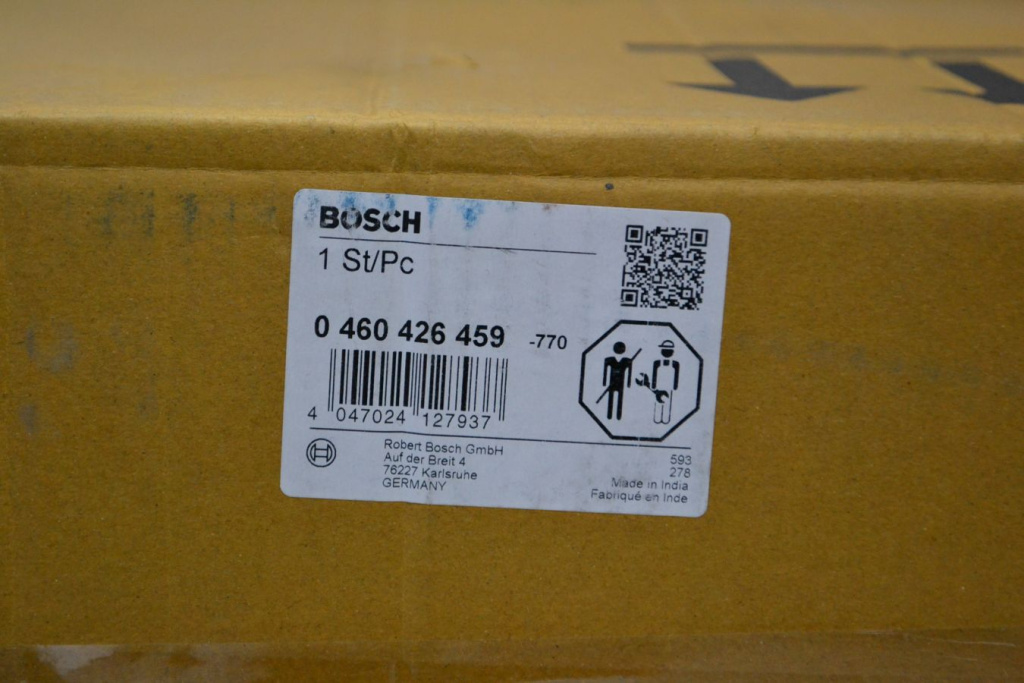 BOSCH
1 St/Pc
0 460 426 459 -770
4 047024 127937
Robert Bosch GmbH
Auf der Breit 4
76227 Karlsruhe
GERMANY
593
278
Made in India
Fabriqué en Inde